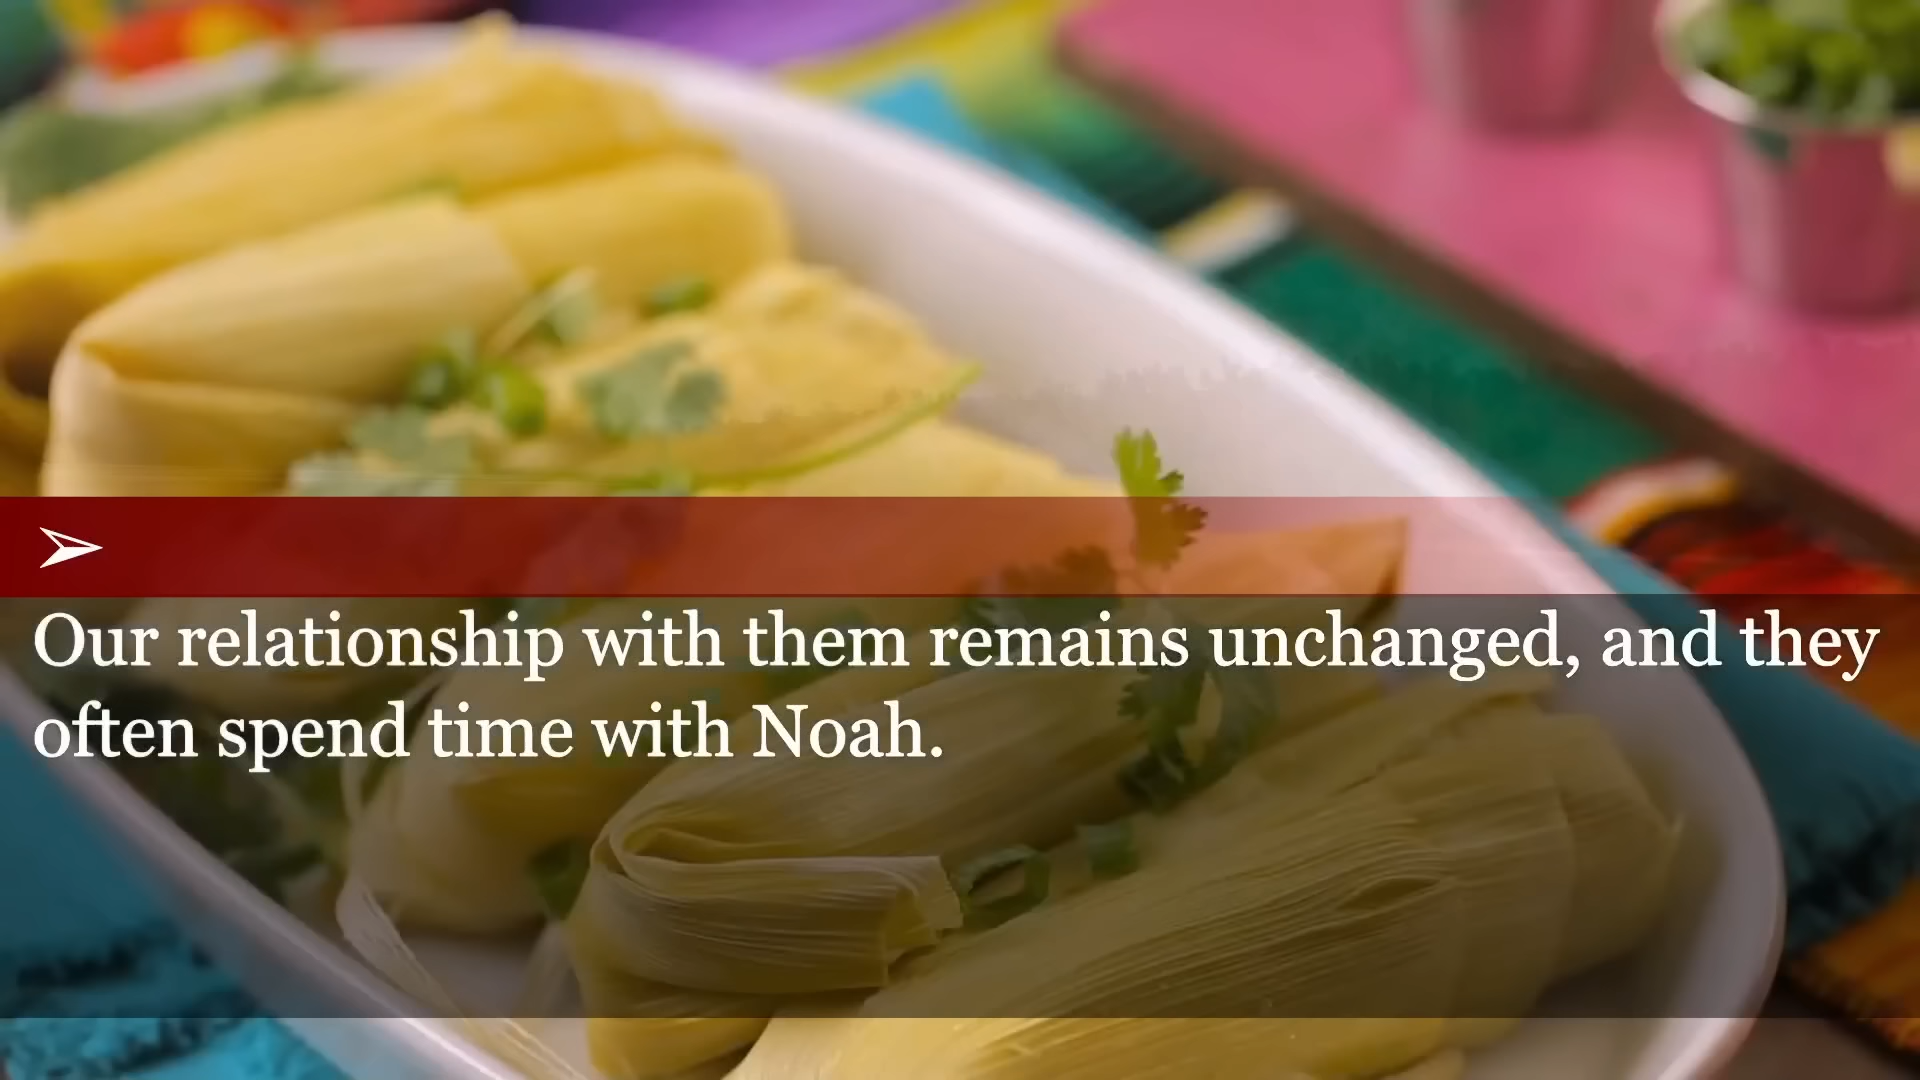 Our relationship with them remains unchanged, and they
often spend time with Noah.